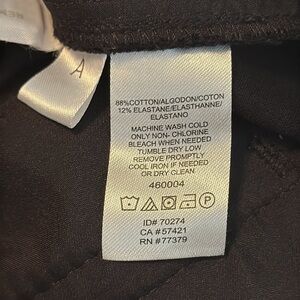 A
88%COTTON/ALGODON/COTON
12% ELASTANE/ELASTHANNE/
ELASTANO
MACHINE WASH COLD
ONLY NON- CHLORINE
BLEACH WHEN NEEDED
TUMBLE DRY LOW
REMOVE PROMPTLY
COOL IRON IF NEEDED
OR DRY CLEAN
460004
P
ID# 70274
CA #57421
RN #77379